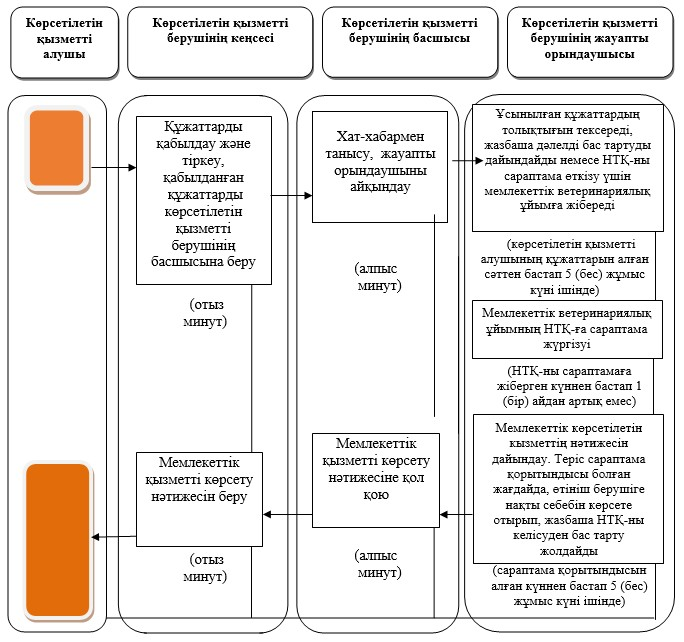 Көрсетілетін
қызметті
алушы
Көрсетілетін қызметті
берушінің кеңсесі
Көрсетілетін қызметті
берушінің басшысы
Көрсетілетін қызметті
берушінің жауапты
орындаушысы
Құжаттарды
қабылдау және
тіркеу,
қабылданған
құжаттарды
көрсетілетін
қызметті
берушінің
басшысына беру
(отыз
минут)
Хат-хабармен
танысу, жауапты
орындаушыны
айқындау
(алпыс
минут)
Ұсынылған құжаттардың
толықтығын тексереді,
жазбаша дәлелді бас тартуды
дайындайды немесе НТҚ-ны
сараптама өткізу үшін
мемлекеттік ветеринариялық
ұйымға жібереді
(көрсетілетін қызметті
алушының құжаттарын алған
сәттен бастап 5 (бес) жұмыс
күні ішінде)
Мемлекеттік ветеринариялық
ұйымның НТҚ-ға сараптама
жүргізуі
(НТҚ-ны сараптамаға
жіберген күннен бастап 1
(бір) айдан артық емес)
Мемлекеттік көрсетілетін
кызметтің нәтижесін
дайындау. Теріс сараптама
қорытындысы болған
жағдайда, өтініш берушіге
нақты себебін көрсете
отырып, жазбаша НТҚ-ны
келісуден бас тарту
жолдайды
(сараптама қорытындысын
алған күннен бастап 5 (бес)
жұмыс күні ішінде)
Мемлекеттік
қызметті көрсету
нәтижесіне қол
қою
(алпыс
минут)
Мемлекеттік
қызметті көрсету
нәтижесін беру
(отыз
минут)